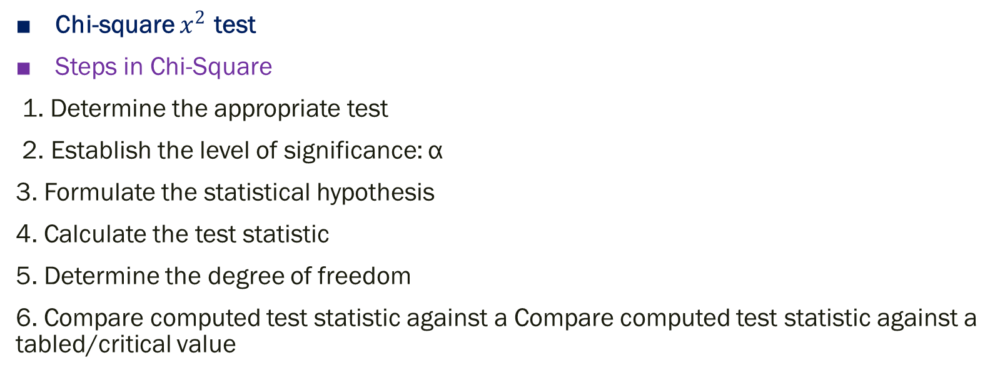 ■ Chi-square x² test
■ Steps in Chi-Square
1. Determine the appropriate test
2. Establish the level of significance: α
3. Formulate the statistical hypothesis
4. Calculate the test statistic
5. Determine the degree of freedom
6. Compare computed test statistic against a Compare computed test statistic against a
tabled/critical value